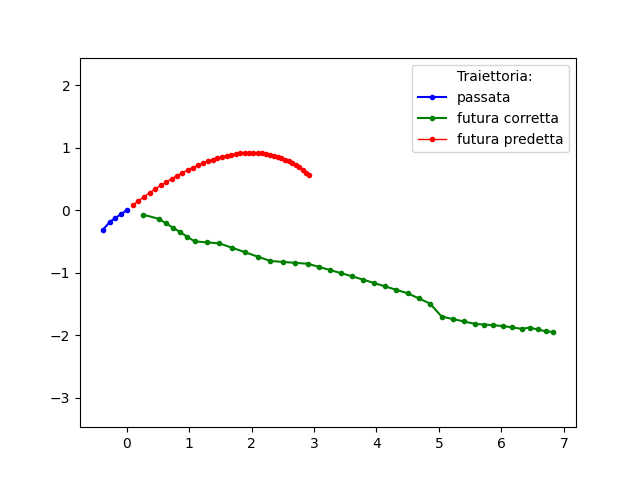 Traiettoria:
passata
futura corretta
futura predetta
2
1
0
−1
−2
−3
0 1 2 3 4 5 6 7